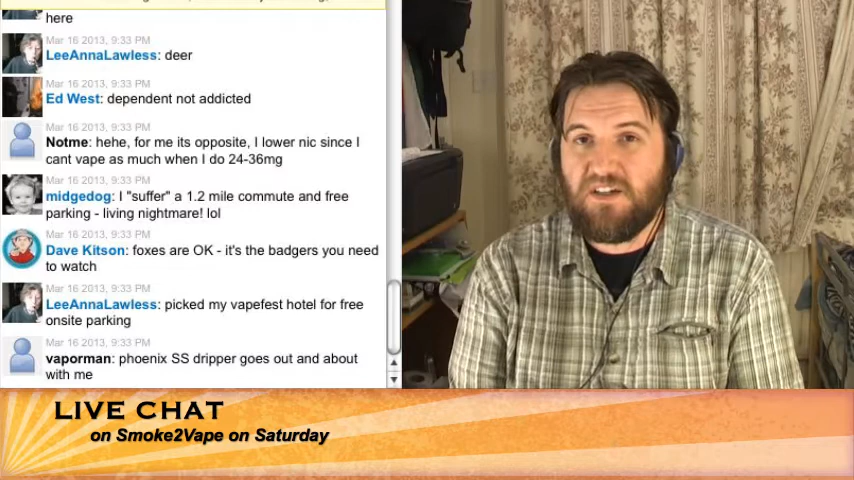 here
Mar 16 2013, 9:33 PM
LeeAnnaLawless: deer
Mar 16 2013, 9:33 PM
Ed West: dependent not addicted
Mar 16 2013, 9:33 PM
Notme: hehe, for me its opposite, I lower nic since I
cant vape as much when I do 24-36mg
Mar 16 2013, 9:33 PM
midgedog: I "suffer" a 1.2 mile commute and free
parking - living nightmare! lol
Mar 16 2013, 9:33 PM
Dave Kitson: foxes are OK - it's the badgers you need
to watch
Mar 16 2013, 9:33 PM
LeeAnnaLawless: picked my vapefest hotel for free
onsite parking
Mar 16 2013, 9:33 PM
vaporman: phoenix SS dripper goes out and about
with me
LIVE CHAT
on Smoke2Vape on Saturday